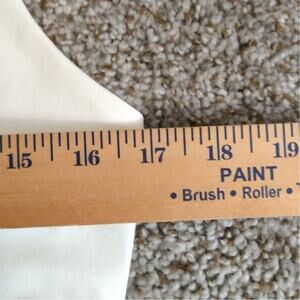 15 16 17 18 19
PAINT
• Brush • Roller •